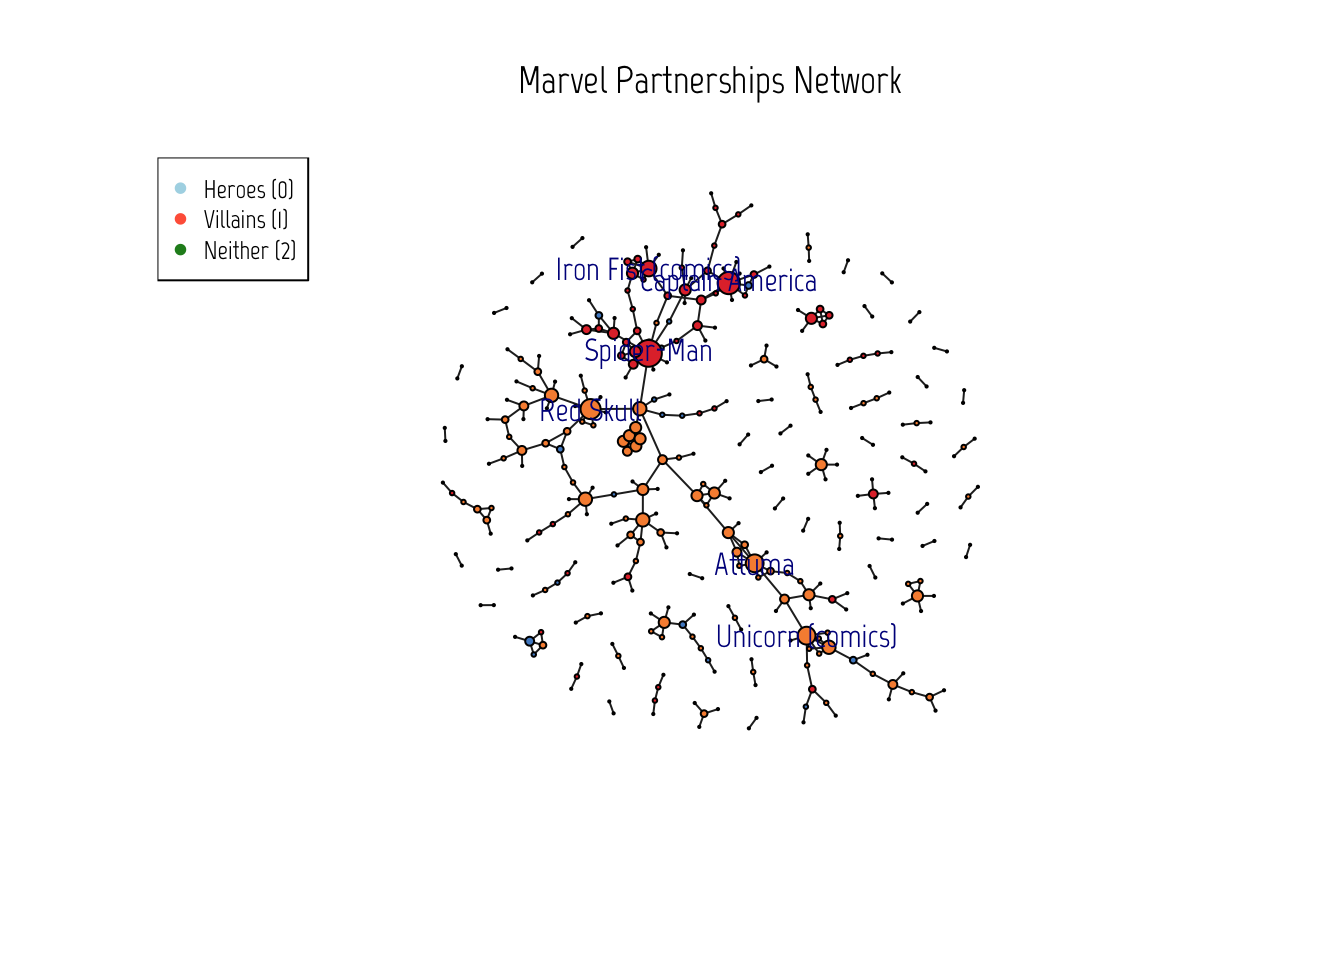 Marvel Partnerships Network
Heroes (0)
Villains (1)
Neither (2)
Iron Fist (comics)
Captain America
Spider-Man
Red Skull
Attuma
Unicorn (comics)